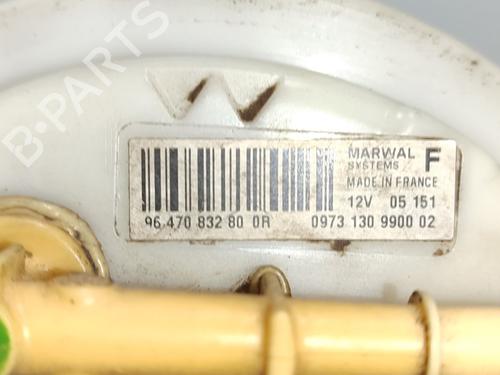 B-PARTS
MARWAL F
SYSTEMS
MADE IN FRANCE
12V 05 151
96 470 832 80 0R 0973 130 9900 02